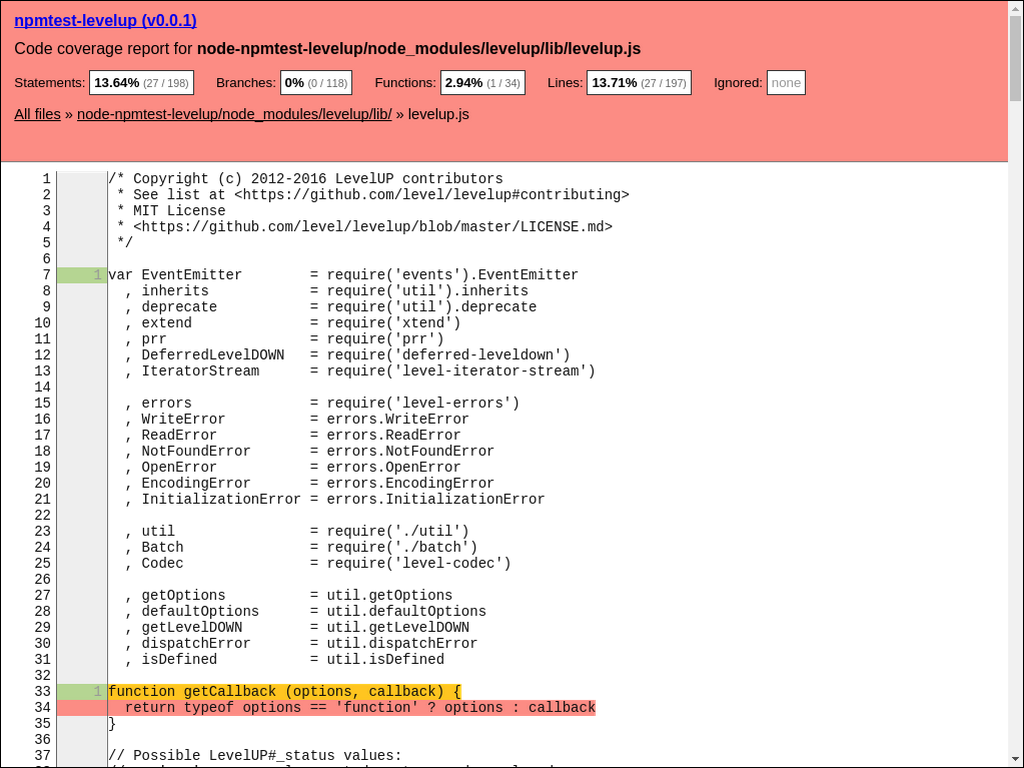 npmtest-levelup (v0.0.1)
Code coverage report for node-npmtest-levelup/node_modules/levelup/lib/levelup.js
Statements: 13.64% (27 / 198) Branches: 0% (0 / 118) Functions: 2.94% (1 / 34) Lines: 13.71% (27 / 197) Ignored: none
All files » node-npmtest-levelup/node_modules/levelup/lib/ » levelup.js
1 /* Copyright (c) 2012-2016 LevelUP contributors
2 * See list at <https://github.com/level/levelup#contributing>
3 * MIT License
4 * <https://github.com/level/levelup/blob/master/LICENSE.md>
5 */
6
7 1 var EventEmitter = require('events').EventEmitter
8 , inherits = require('util').inherits
9 , deprecate = require('util').deprecate
10 , extend = require('xtend')
11 , prr = require('prr')
12 , DeferredLevelDOWN = require('deferred-leveldown')
13 , IteratorStream = require('level-iterator-stream')
14
15 , errors = require('level-errors')
16 , WriteError = errors.WriteError
17 , ReadError = errors.ReadError
18 , NotFoundError = errors.NotFoundError
19 , OpenError = errors.OpenError
20 , EncodingError = errors.EncodingError
21 , InitializationError = errors.InitializationError
22
23 , util = require('./util')
24 , Batch = require('./batch')
25 , Codec = require('level-codec')
26
27 , getOptions = util.getOptions
28 , defaultOptions = util.defaultOptions
29 , getLevelDOWN = util.getLevelDOWN
30 , dispatchError = util.dispatchError
31 , isDefined = util.isDefined
32
33 1 function getCallback (options, callback) {
34 return typeof options == 'function' ? options : callback
35 }
36
37 // Possible LevelUP#_status values: